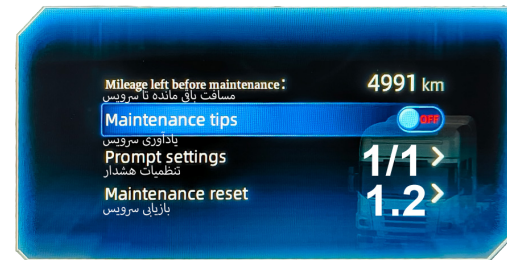 Mileage left before maintenance: 4991 km
مسافت باقی مانده تا سرویس
Maintenance tips OFF
یادآوری سرویس
Prompt settings 1/1 >
تنظیمات هشدار
Maintenance reset 1.2 >
بازیابی سرویس